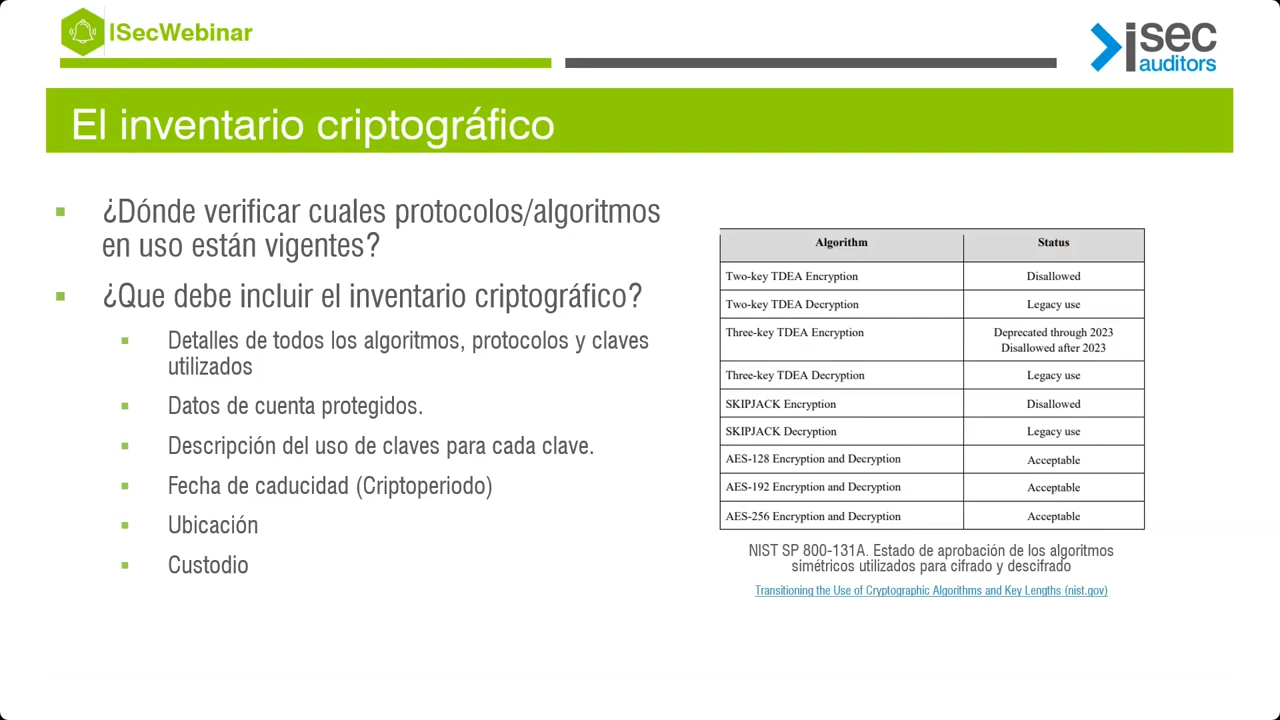 ISecWebinar
isec
auditors
El inventario criptográfico
¿Dónde verificar cuales protocolos/algoritmos
en uso están vigentes?
¿Que debe incluir el inventario criptográfico?
Detalles de todos los algoritmos, protocolos y claves
utilizados
Datos de cuenta protegidos.
Descripción del uso de claves para cada clave.
Fecha de caducidad (Criptoperiodo)
Ubicación
Custodio
Algorithm Status
Two-key TDEA Encryption Disallowed
Two-key TDEA Decryption Legacy use
Three-key TDEA Encryption Deprecated through 2023
Disallowed after 2023
Three-key TDEA Decryption Legacy use
SKIPJACK Encryption Disallowed
SKIPJACK Decryption Legacy use
AES-128 Encryption and Decryption Acceptable
AES-192 Encryption and Decryption Acceptable
AES-256 Encryption and Decryption Acceptable
NIST SP 800-131A. Estado de aprobación de los algoritmos
simétricos utilizados para cifrado y descifrado
Transitioning the Use of Cryptographic Algorithms and Key Lengths (nist.gov)